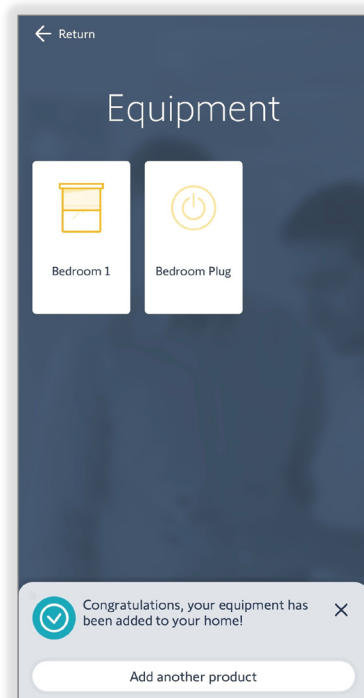 Return
Equipment
Bedroom 1
Bedroom Plug
Congratulations, your equipment has
been added to your home!
Add another product